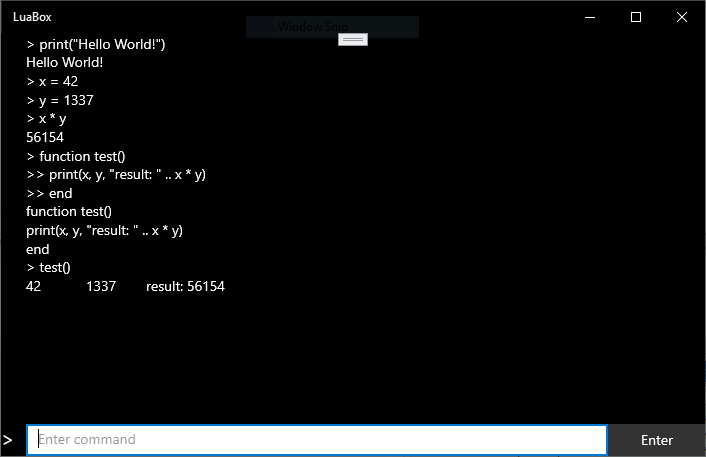 LuaBox
Window Snip
> print("Hello World!")
Hello World!
> x = 42
> y = 1337
> x * y
56154
> function test()
>> print(x, y, "result: " .. x * y)
>> end
function test()
print(x, y, "result: " .. x * y)
end
> test()
42 1337 result: 56154
> Enter command Enter